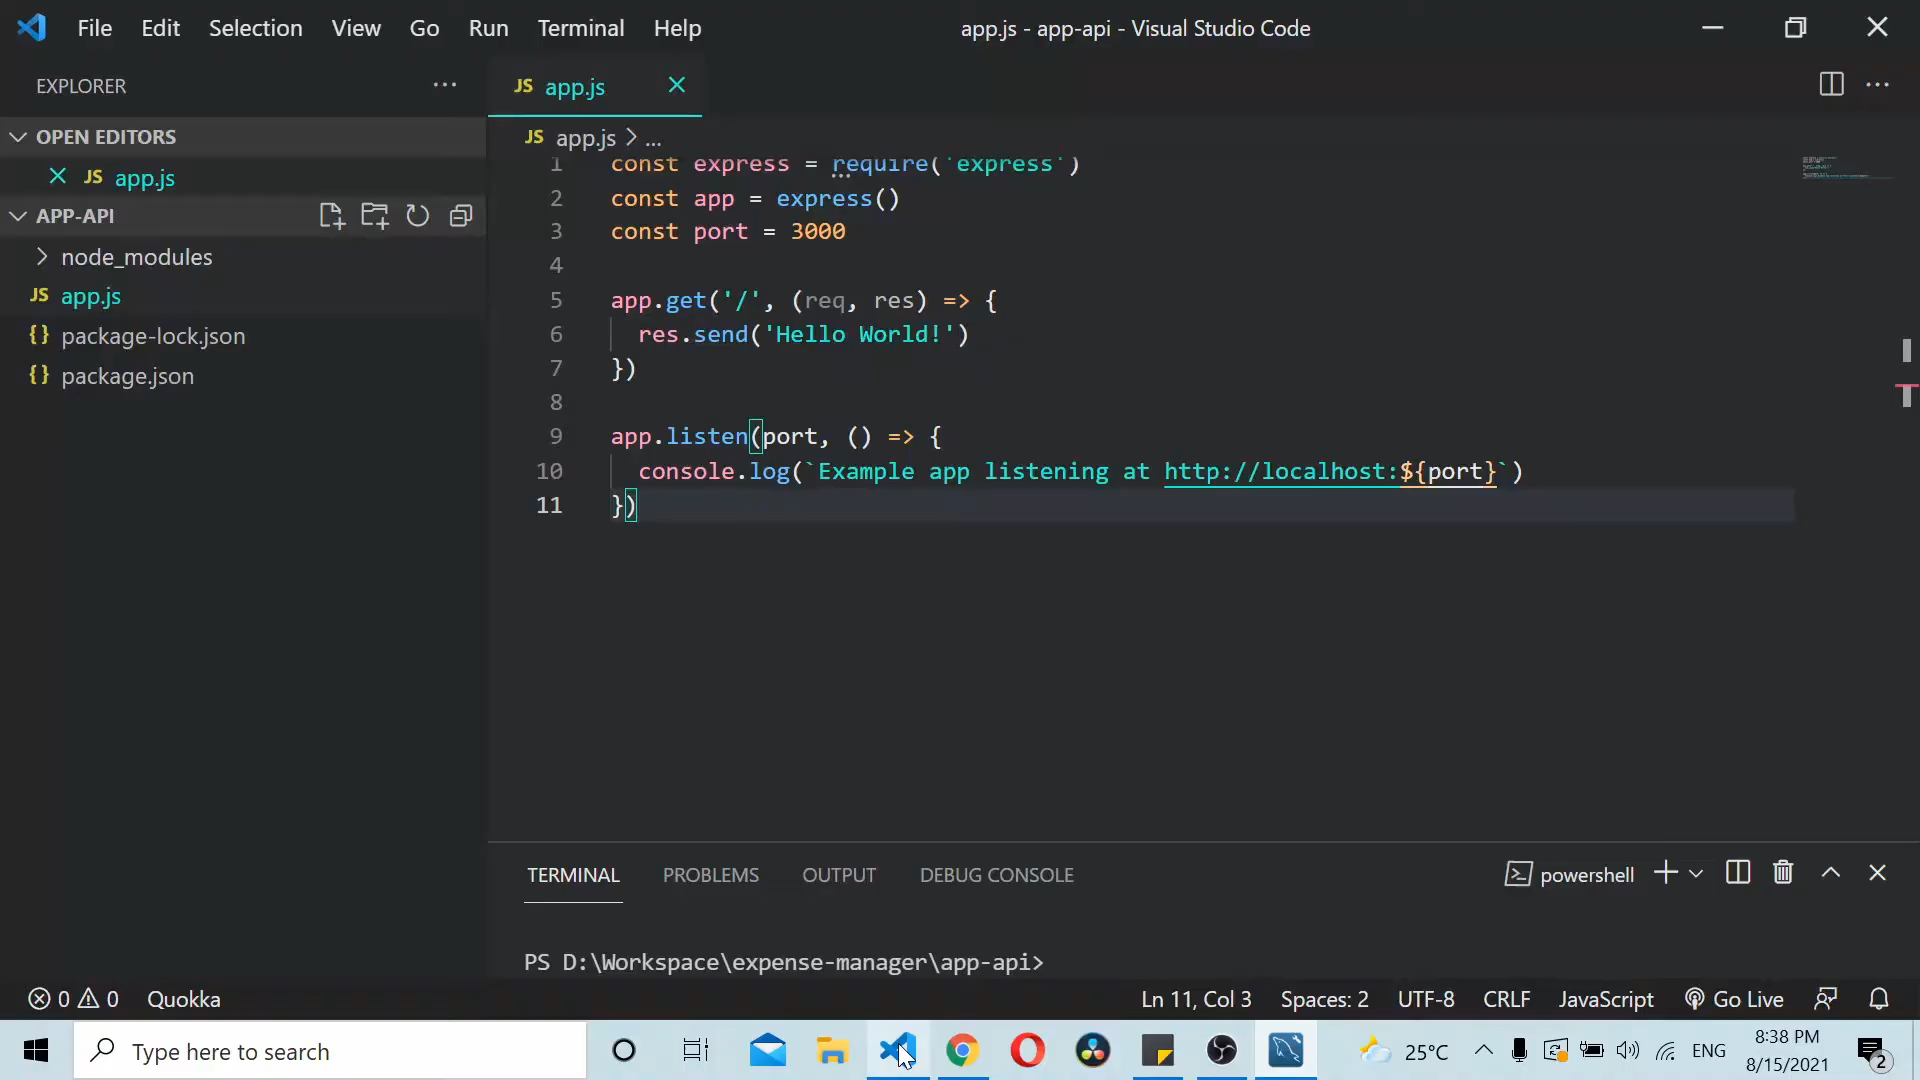 File Edit Selection View Go Run Terminal Help
app.js - app-api - Visual Studio Code
EXPLORER
OPEN EDITORS
JS app.js
APP-API
node_modules
JS app.js
{} package-lock.json
{} package.json
JS app.js
JS app.js > ...
1 const express = require('express')
2 const app = express()
3 const port = 3000
4
5 app.get('/', (req, res) => {
6 res.send('Hello World!')
7 })
8
9 app.listen(port, () => {
10 console.log(`Example app listening at http://localhost:${port}`)
11 })
TERMINAL PROBLEMS OUTPUT DEBUG CONSOLE
powershell
PS D:\Workspace\expense-manager\app-api>
0 0 Quokka
Ln 11, Col 3 Spaces: 2 UTF-8 CRLF JavaScript Go Live
Type here to search
25°C ENG
8:38 PM
8/15/2021
2